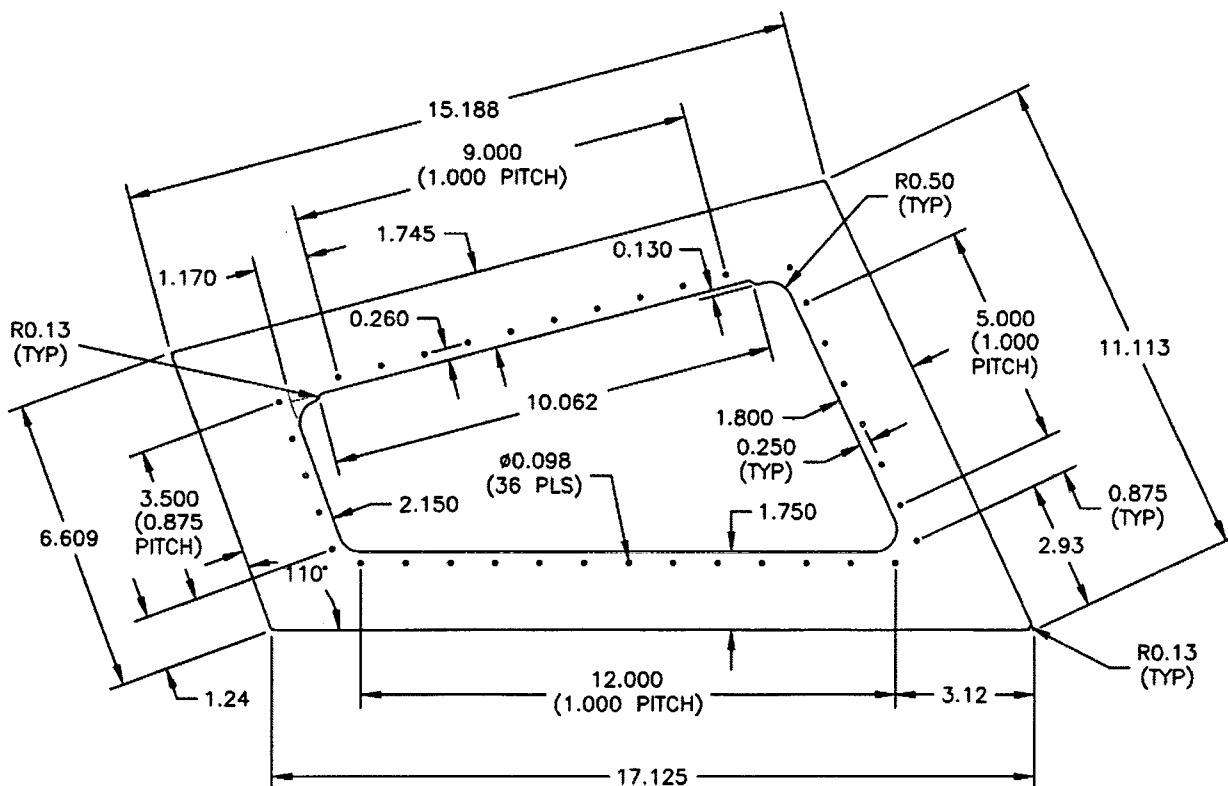 15.188
9.000
(1.000 PITCH)
R0.50
(TYP)
1.745
0.130
1.170
0.260
R0.13
(TYP)
5.000
(1.000
PITCH)
11.113
10.062
1.800
0.250
(TYP)
ø0.098
(36 PLS)
3.500
(0.875
PITCH)
2.150
1.750
0.875
(TYP)
6.609
2.93
110°
R0.13
(TYP)
1.24
12.000
(1.000 PITCH)
3.12
17.125